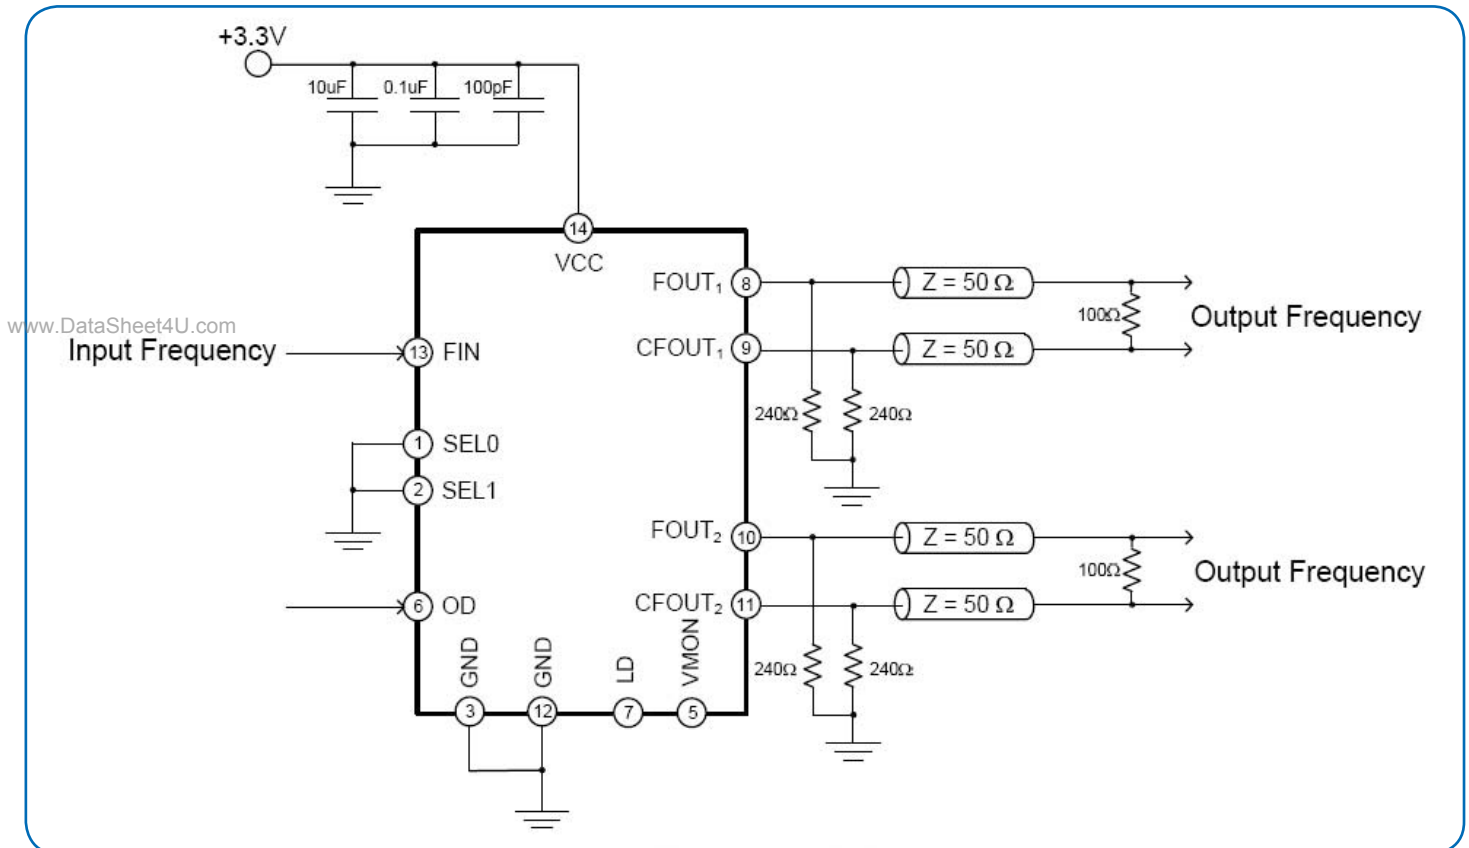 +3.3V
10uF 0.1uF 100pF
14
VCC
FOUT1 8 Z = 50 Ω
100Ω Output Frequency
www.DataSheet4U.com
Input Frequency 13 FIN
CFOUT1 9 Z = 50 Ω
240Ω 240Ω
1 SEL0
2 SEL1
FOUT2 10 Z = 50 Ω
100Ω Output Frequency
6 OD
CFOUT2 11 Z = 50 Ω
GND GND LD VMON
240Ω 240Ω
3 12 7 5